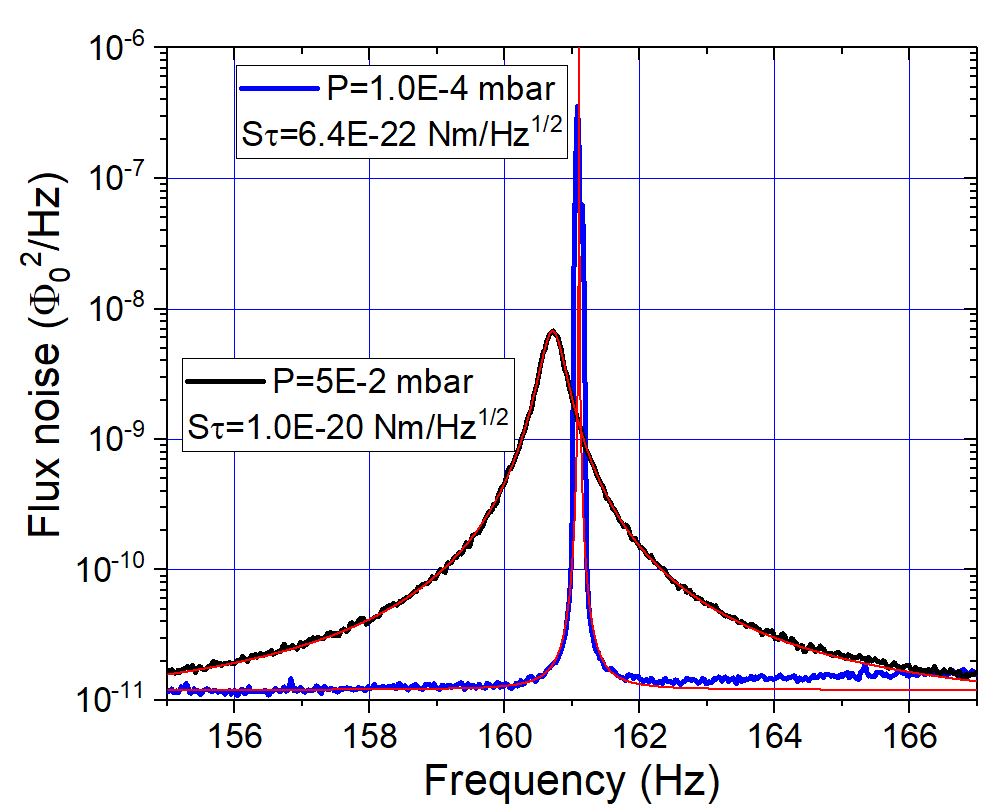 10⁻⁶
P=1.0E-4 mbar
Sτ=6.4E-22 Nm/Hz^1/2
10⁻⁷
10⁻⁸
P=5E-2 mbar
Sτ=1.0E-20 Nm/Hz^1/2
10⁻⁹
10⁻¹⁰
10⁻¹¹
Flux noise (Φ₀²/Hz)
156 158 160 162 164 166
Frequency (Hz)